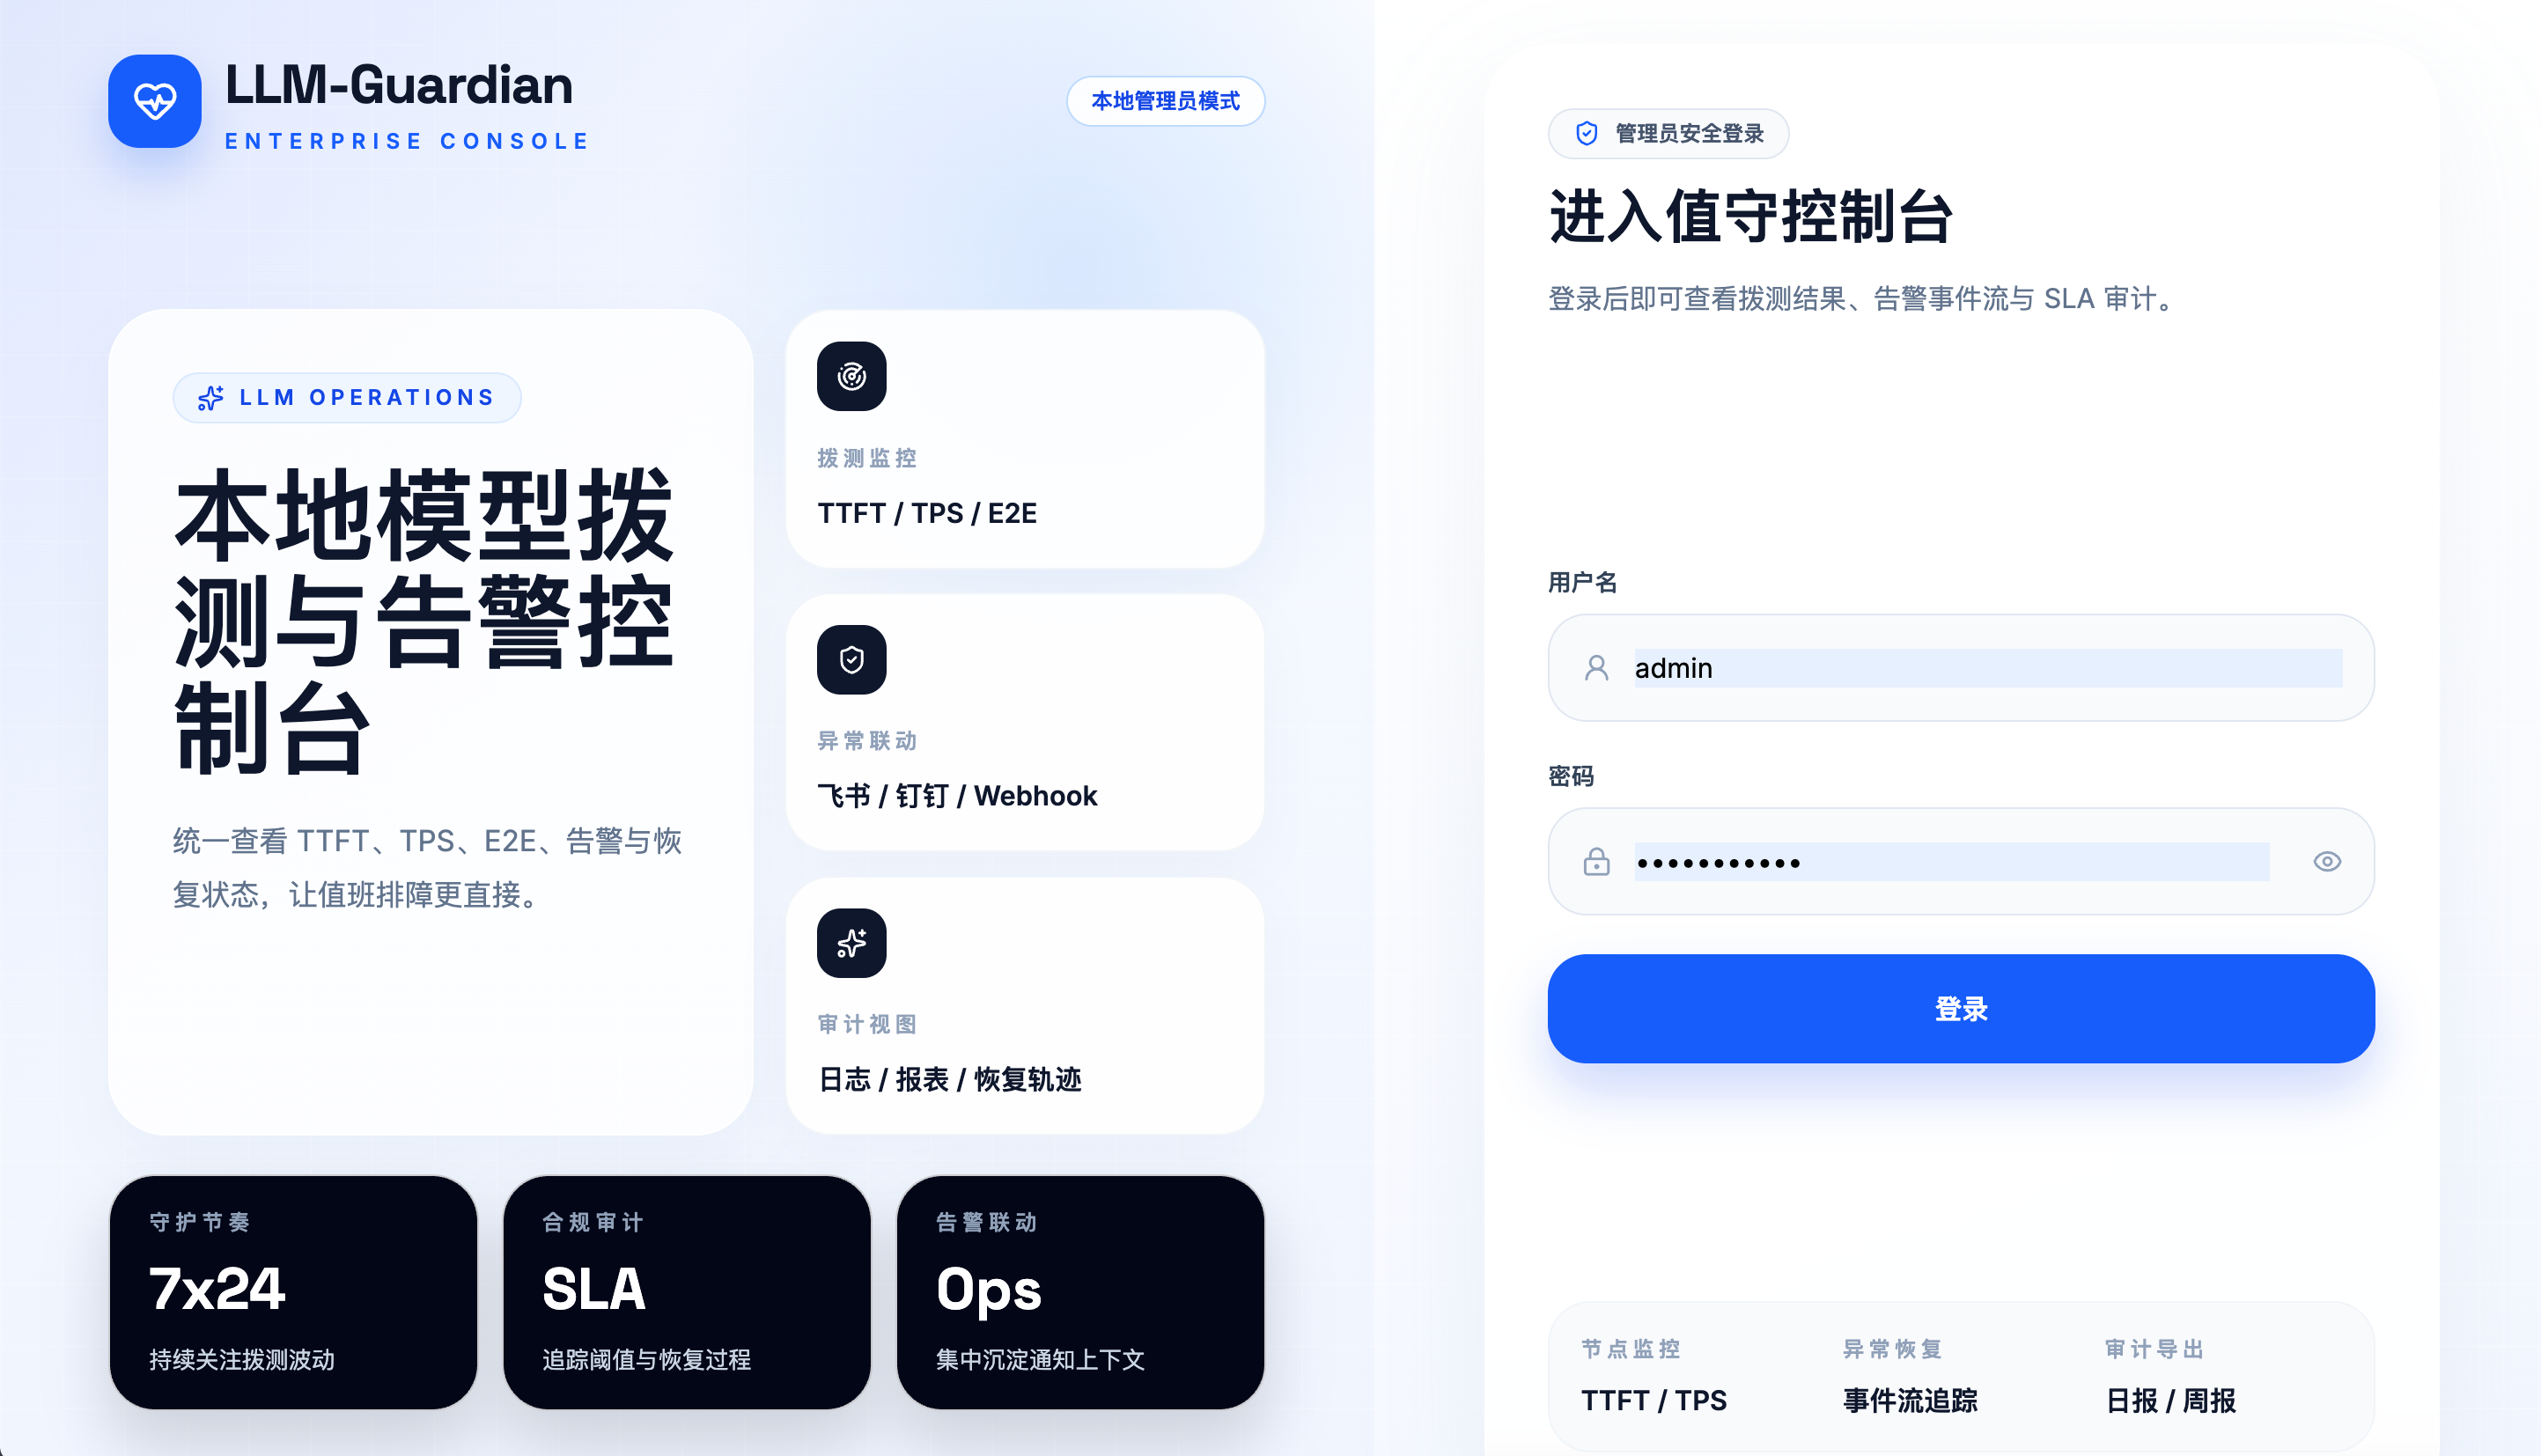 LLM-Guardian
ENTERPRISE CONSOLE
本地管理员模式
LLM OPERATIONS
本地模型拨
测与告警控
制台
统一查看 TTFT、TPS、E2E、告警与恢
复状态，让值班排障更直接。
拨测监控
TTFT / TPS / E2E
异常联动
飞书 / 钉钉 / Webhook
审计视图
日志 / 报表 / 恢复轨迹
守护节奏
7x24
持续关注拨测波动
合规审计
SLA
追踪阈值与恢复过程
告警联动
Ops
集中沉淀通知上下文
管理员安全登录
进入值守控制台
登录后即可查看拨测结果、告警事件流与 SLA 审计。
用户名
admin
密码
•••••••••••
登录
节点监控
TTFT / TPS
异常恢复
事件流追踪
审计导出
日报 / 周报